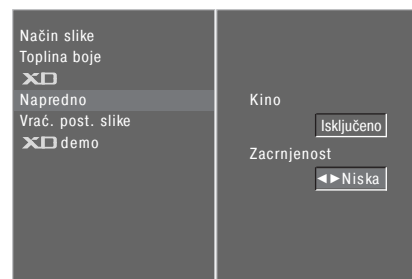 Način slike
Toplina boje
XD
Napredno
Vrać. post. slike
XD demo
Kino
Isključeno
Zacrnjenost
◄►Niska